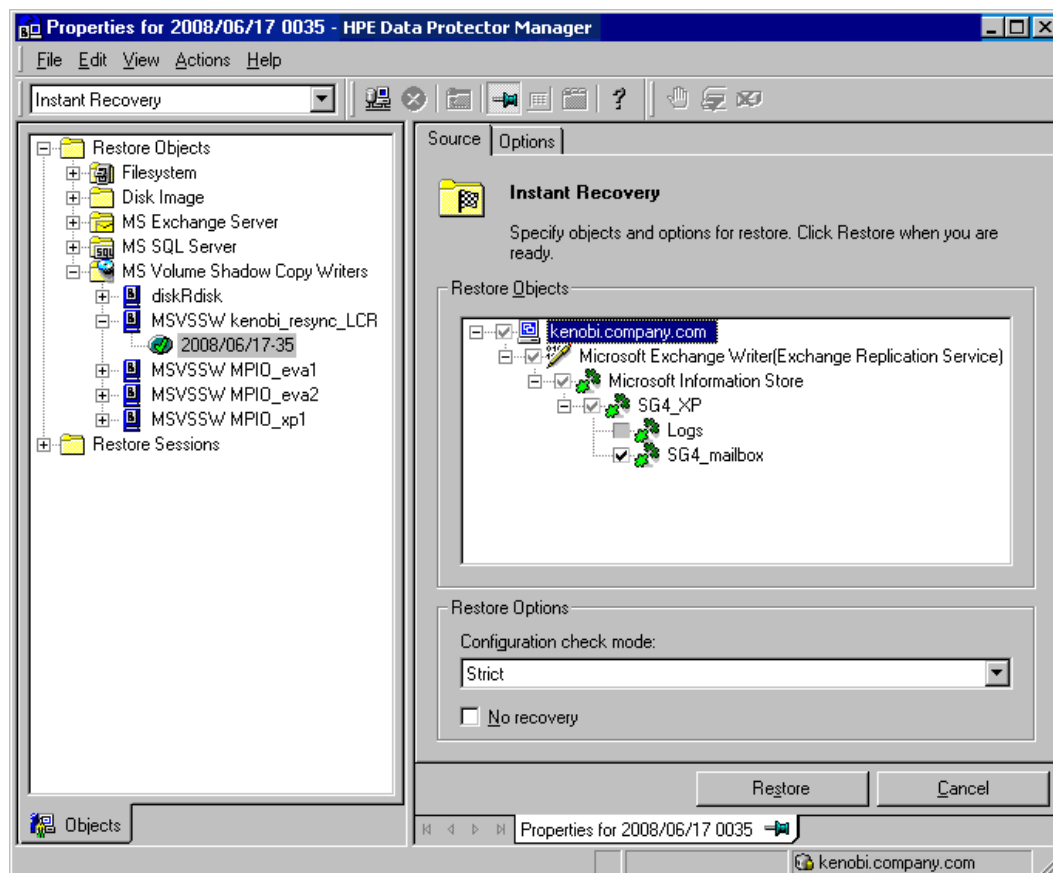 Properties for 2008/06/17 0035 - HPE Data Protector Manager
File Edit View Actions Help
Instant Recovery
Restore Objects
Filesystem
Disk Image
MS Exchange Server
MS SQL Server
MS Volume Shadow Copy Writers
diskRdisk
MSVSSW kenobi_resync_LCR
2008/06/17-35
MSVSSW MPIO_eva1
MSVSSW MPIO_eva2
MSVSSW MPIO_xp1
Restore Sessions
Objects
Source Options
Instant Recovery
Specify objects and options for restore. Click Restore when you are
ready.
Restore Objects
kenobi.company.com
Microsoft Exchange Writer(Exchange Replication Service)
Microsoft Information Store
SG4_XP
Logs
SG4_mailbox
Restore Options
Configuration check mode:
Strict
No recovery
Restore Cancel
Properties for 2008/06/17 0035
kenobi.company.com